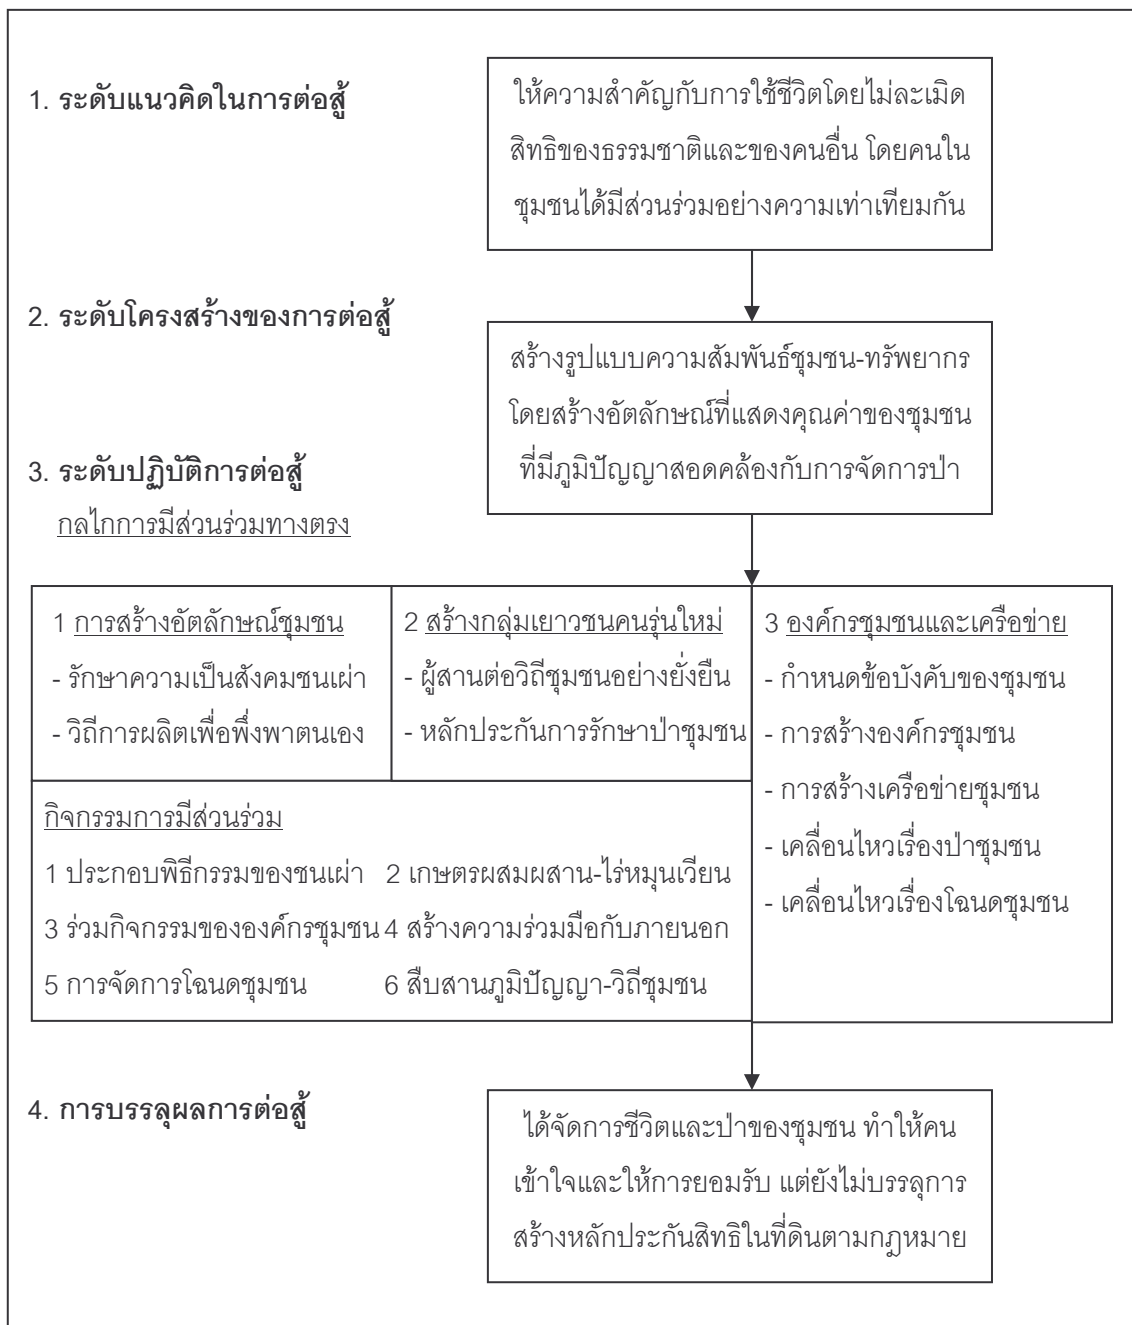 1. ระดับแนวคิดในการต่อสู้
ให้ความสำคัญกับการใช้ชีวิตโดยไม่ละเมิด
สิทธิของธรรมชาติและของคนอื่น โดยคนใน
ชุมชนได้มีส่วนร่วมอย่างความเท่าเทียมกัน
2. ระดับโครงสร้างของการต่อสู้
สร้างรูปแบบความสัมพันธ์ชุมชน-ทรัพยากร
โดยสร้างอัตลักษณ์ที่แสดงคุณค่าของชุมชน
ที่มีภูมิปัญญาสอดคล้องกับการจัดการป่า
3. ระดับปฏิบัติการต่อสู้
กลไกการมีส่วนร่วมทางตรง
1 การสร้างอัตลักษณ์ชุมชน
- รักษาความเป็นสังคมชนเผ่า
- วิถีการผลิตเพื่อพึ่งพาตนเอง
2 สร้างกลุ่มเยาวชนคนรุ่นใหม่
- ผู้สานต่อวิถีชุมชนอย่างยั่งยืน
- หลักประกันการรักษาป่าชุมชน
3 องค์กรชุมชนและเครือข่าย
- กำหนดข้อบังคับของชุมชน
- การสร้างองค์กรชุมชน
- การสร้างเครือข่ายชุมชน
- เคลื่อนไหวเรื่องป่าชุมชน
- เคลื่อนไหวเรื่องโฉนดชุมชน
กิจกรรมการมีส่วนร่วม
1 ประกอบพิธีกรรมของชนเผ่า 2 เกษตรผสมผสาน-ไร่หมุนเวียน
3 ร่วมกิจกรรมขององค์กรชุมชน 4 สร้างความร่วมมือกับภายนอก
5 การจัดการโฉนดชุมชน 6 สืบสานภูมิปัญญา-วิถีชุมชน
4. การบรรลุผลการต่อสู้
ได้จัดการชีวิตและป่าของชุมชน ทำให้คน
เข้าใจและให้การยอมรับ แต่ยังไม่บรรลุการ
สร้างหลักประกันสิทธิในที่ดินตามกฎหมาย